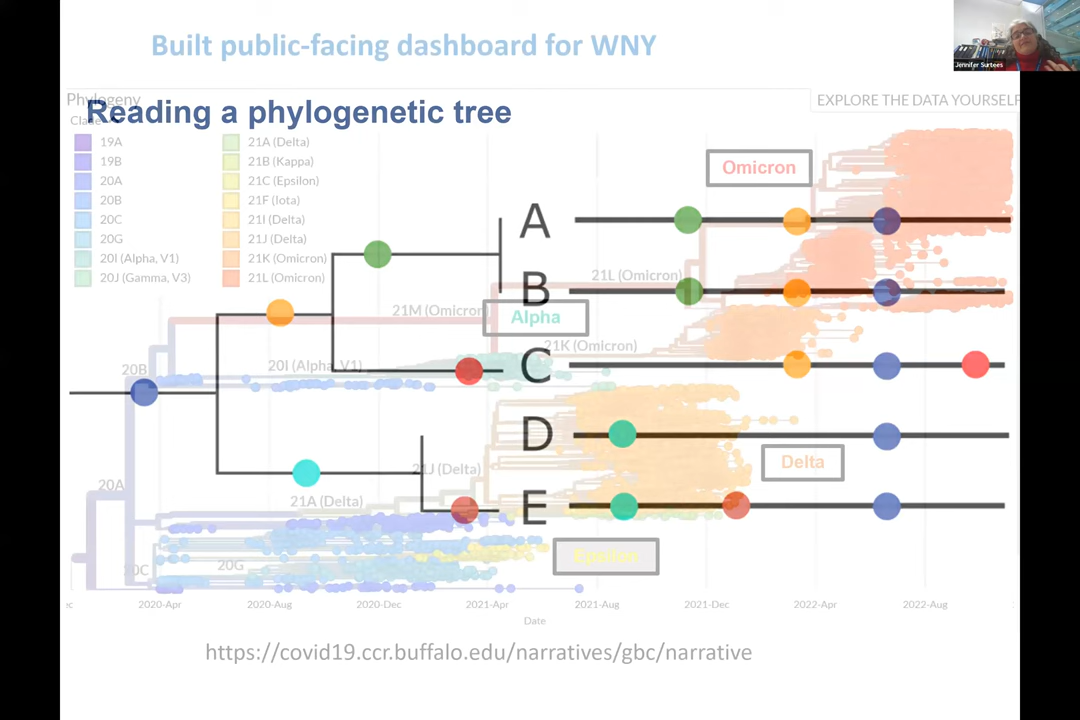 Built public-facing dashboard for WNY
Jennifer Surtees
Phylogeny
EXPLORE THE DATA YOURSELF
Reading a phylogenetic tree
Clade
19A
19B
20A
20B
20C
20G
20I (Alpha, V1)
20J (Gamma, V3)
21A (Delta)
21B (Kappa)
21C (Epsilon)
21F (Iota)
21I (Delta)
21J (Delta)
21K (Omicron)
21L (Omicron)
Omicron
A
21L (Omicron)
B
21M (Omicron)
Alpha
21K (Omicron)
20B
20I (Alpha, V1)
C
D
21J (Delta)
Delta
20A
21A (Delta)
E
Epsilon
20C
20G
2020-Apr
2020-Aug
2020-Dec
2021-Apr
2021-Aug
2021-Dec
2022-Apr
2022-Aug
Date
https://covid19.ccr.buffalo.edu/narratives/gbc/narrative